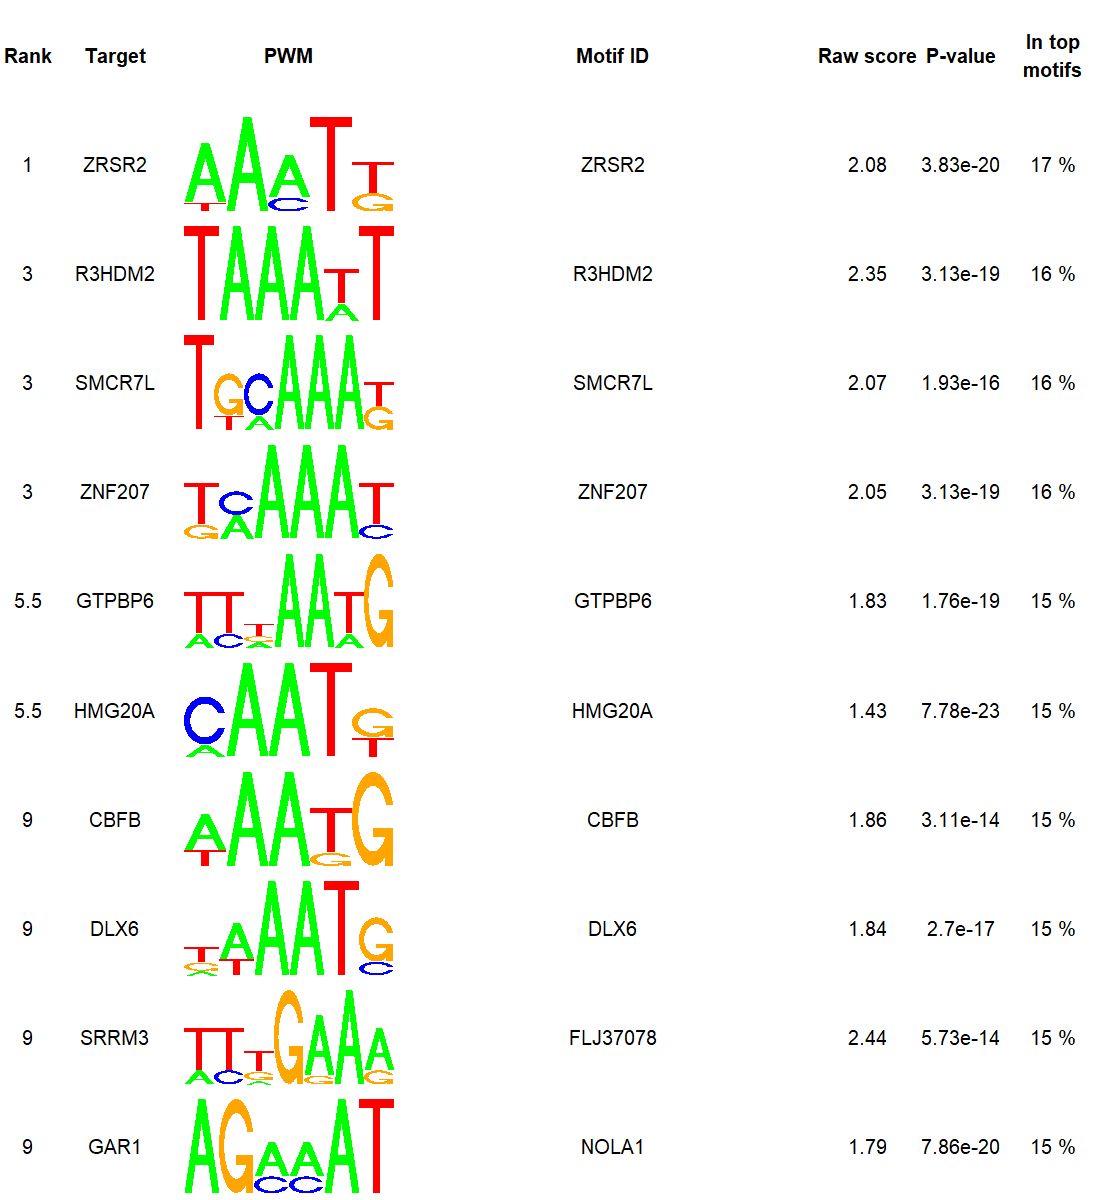 Rank Target PWM Motif ID Raw score P-value In top motifs
1 ZRSR2 ZRSR2 2.08 3.83e-20 17 %
3 R3HDM2 R3HDM2 2.35 3.13e-19 16 %
3 SMCR7L SMCR7L 2.07 1.93e-16 16 %
3 ZNF207 ZNF207 2.05 3.13e-19 16 %
5.5 GTPBP6 GTPBP6 1.83 1.76e-19 15 %
5.5 HMG20A HMG20A 1.43 7.78e-23 15 %
9 CBFB CBFB 1.86 3.11e-14 15 %
9 DLX6 DLX6 1.84 2.7e-17 15 %
9 SRRM3 FLJ37078 2.44 5.73e-14 15 %
9 GAR1 NOLA1 1.79 7.86e-20 15 %